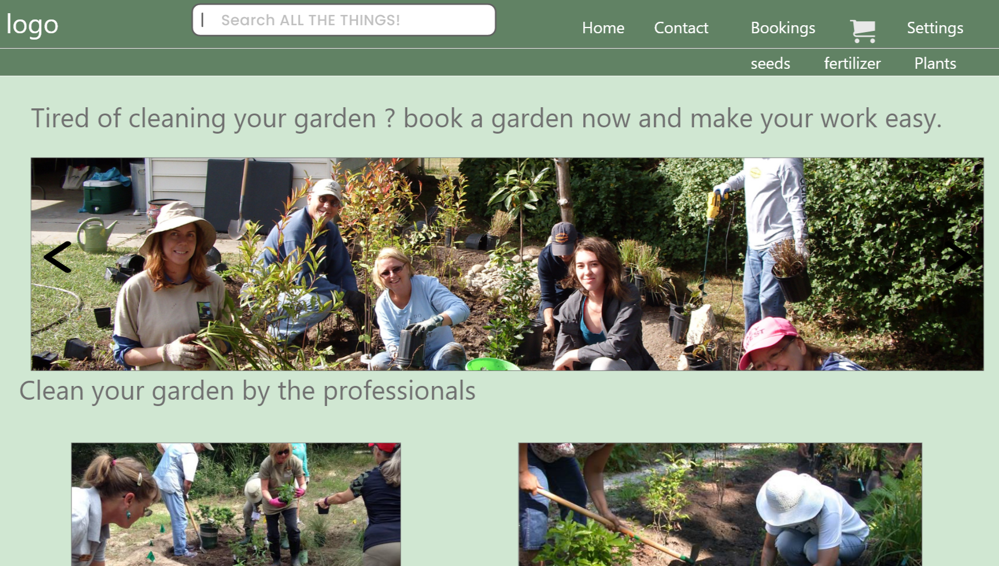 logo
Search ALL THE THINGS!
Home Contact Bookings Settings
seeds fertilizer Plants
Tired of cleaning your garden ? book a garden now and make your work easy.
Clean your garden by the professionals